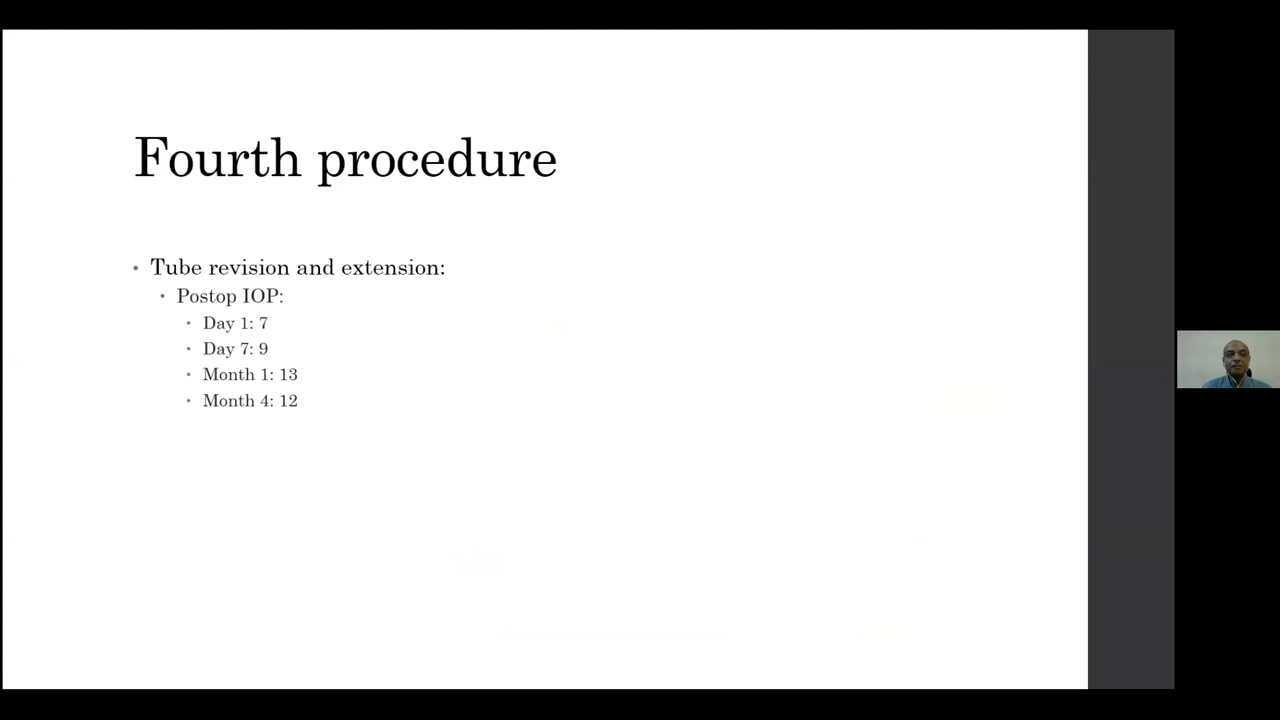 Fourth procedure
• Tube revision and extension:
• Postop IOP:
• Day 1: 7
• Day 7: 9
• Month 1: 13
• Month 4: 12